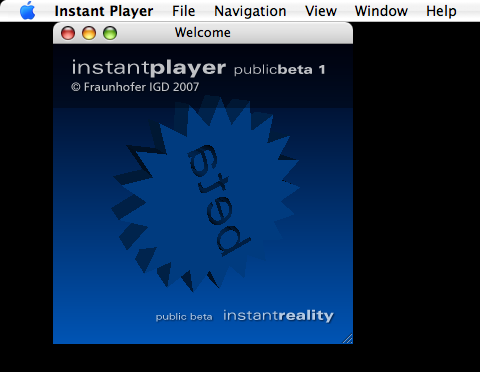 Instant Player File Navigation View Window Help
Welcome
instantplayer publicbeta 1
© Fraunhofer IGD 2007
beta
public beta instantreality